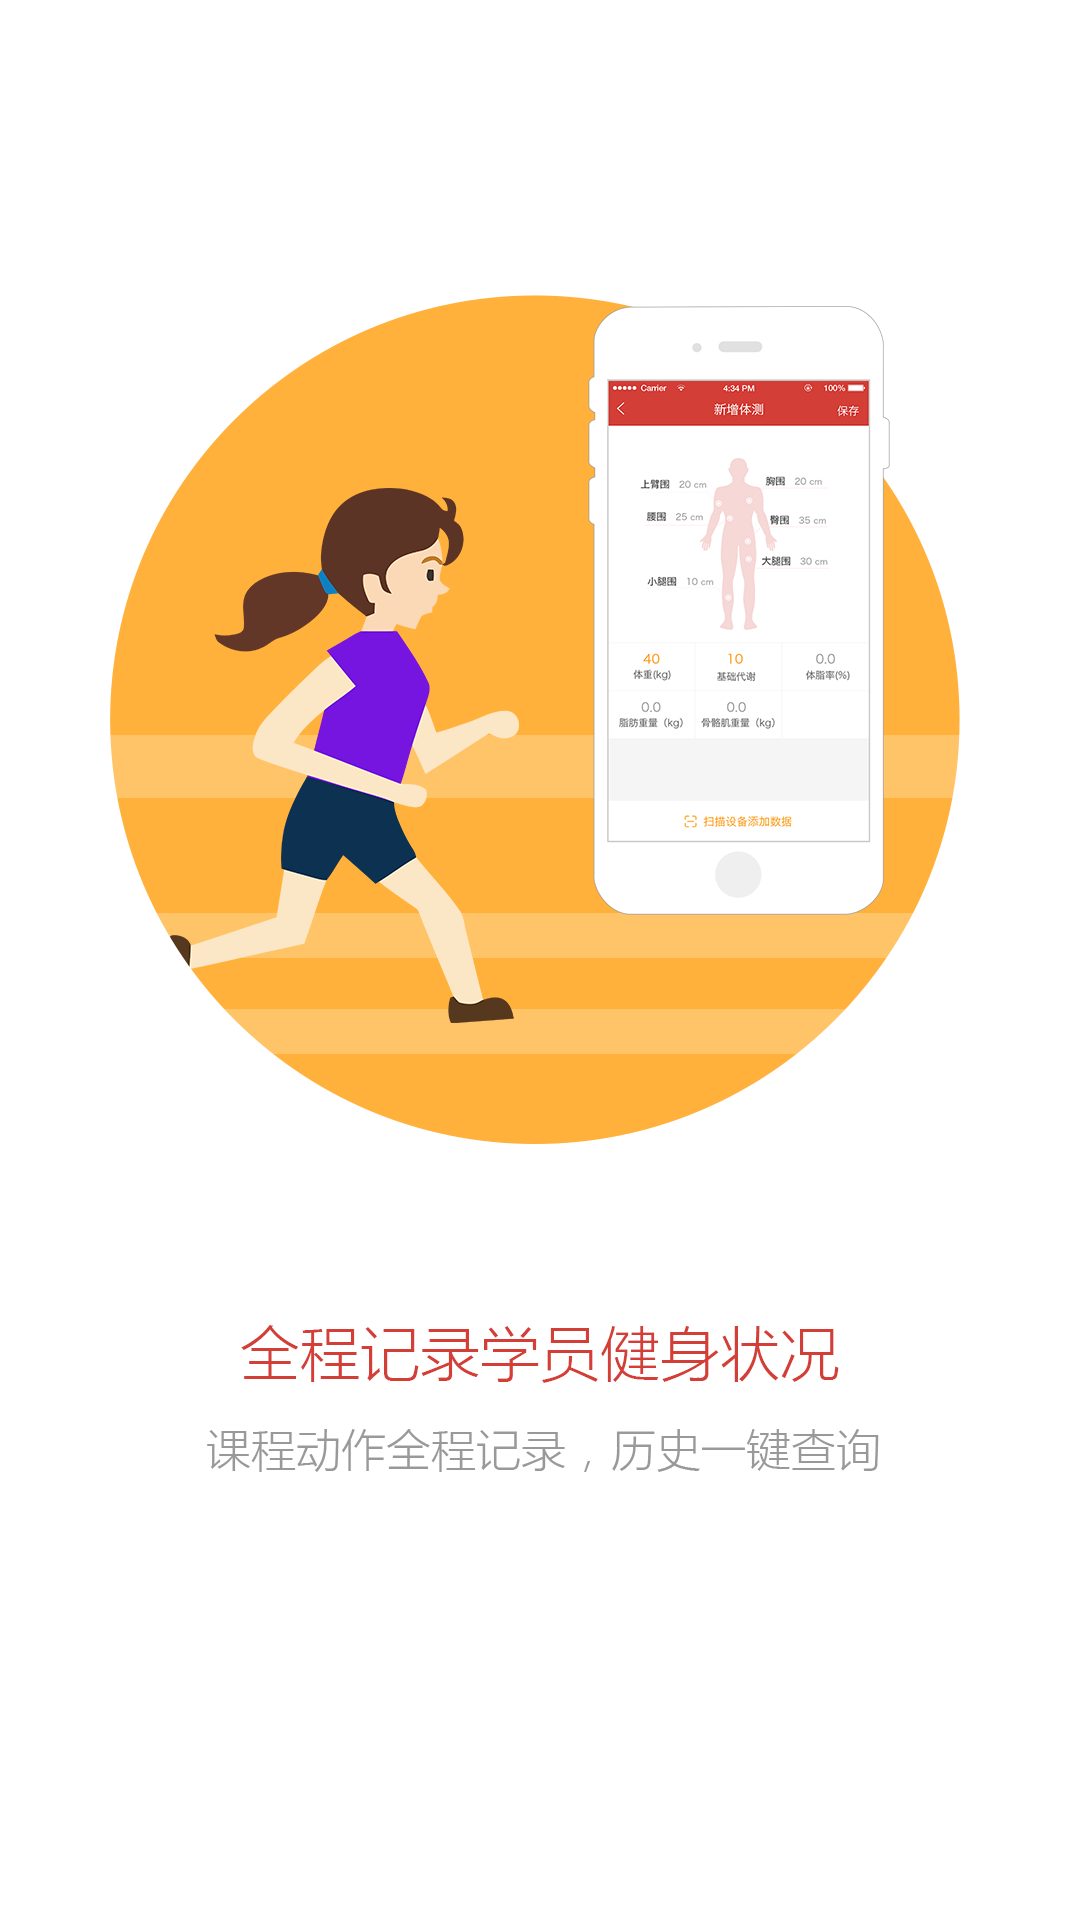 Carrier 4:34 PM 100%
新增体测 保存
上臂围 20 cm 胸围 20 cm
腰围 25 cm 臀围 35 cm
大腿围 30 cm
小腿围 10 cm
40 10 0.0
体重(kg) 基础代谢 体脂率(%)
0.0 0.0
脂肪重量（kg） 骨骼肌重量（kg）
扫描设备添加数据
全程记录学员健身状况
课程动作全程记录，历史一键查询